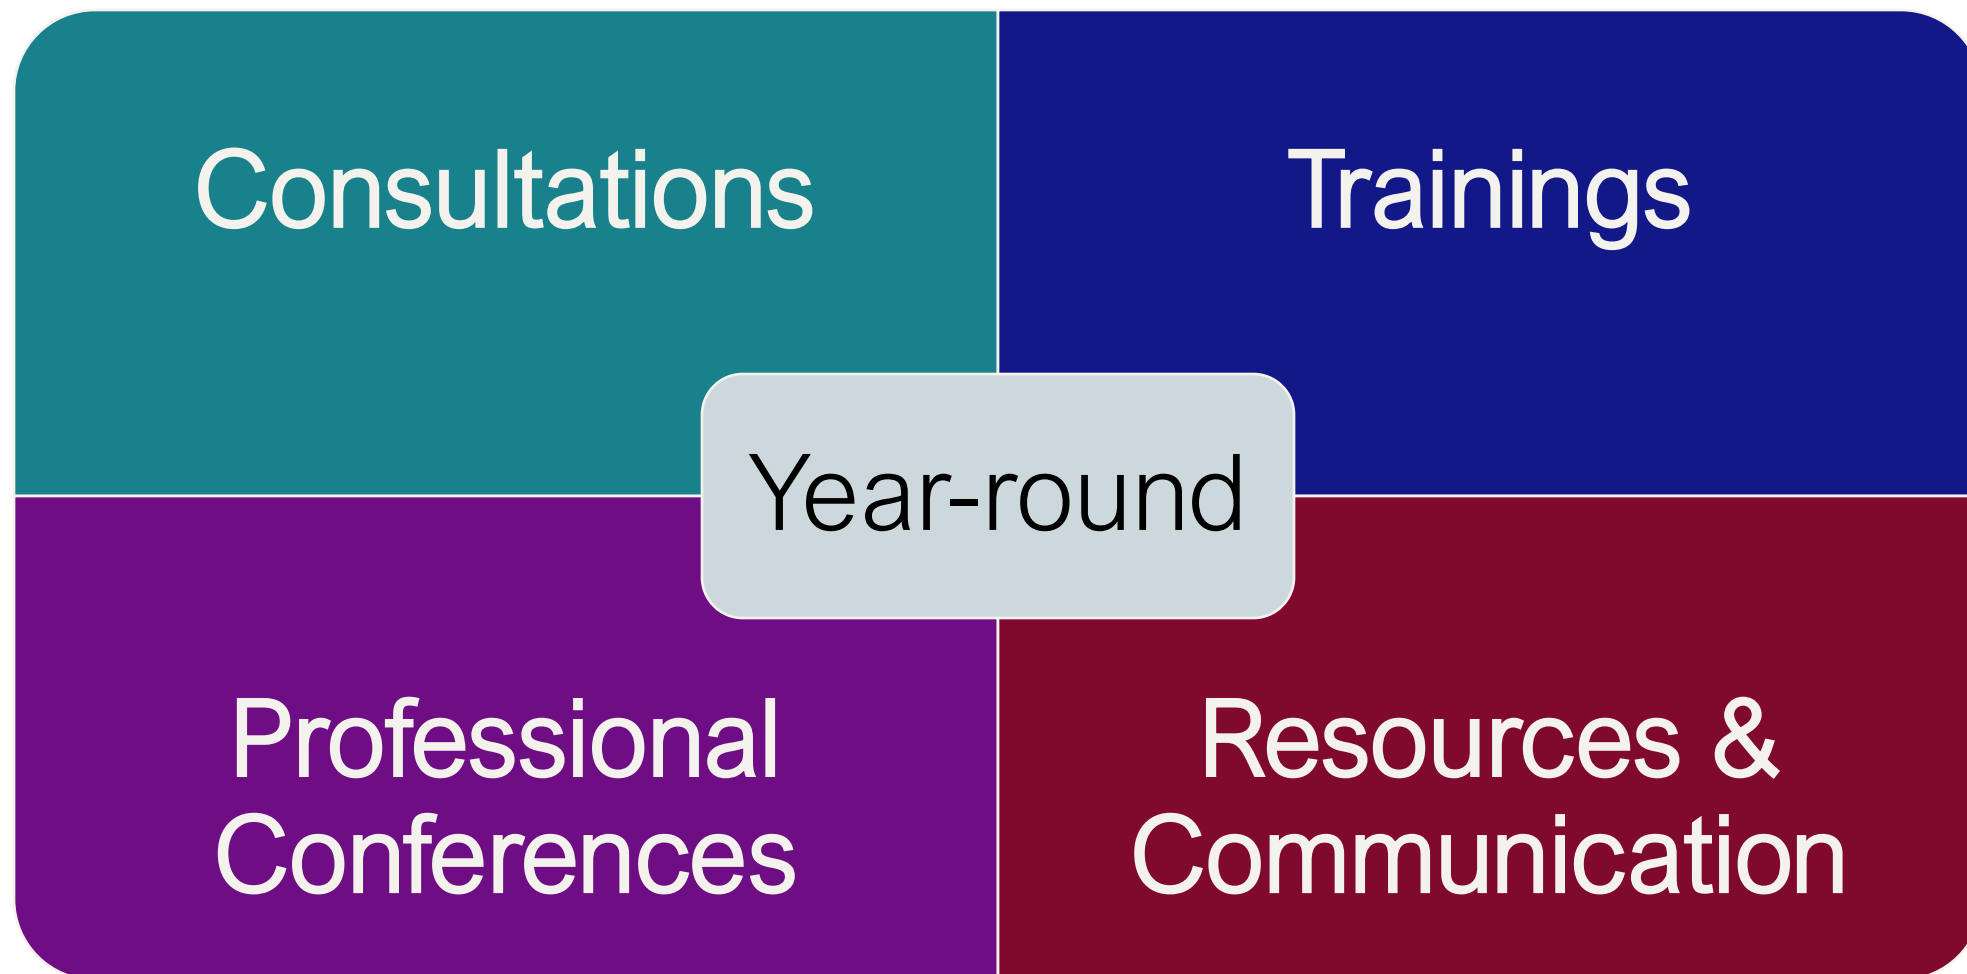 Consultations
Trainings
Year-round
Professional
Conferences
Resources &
Communication